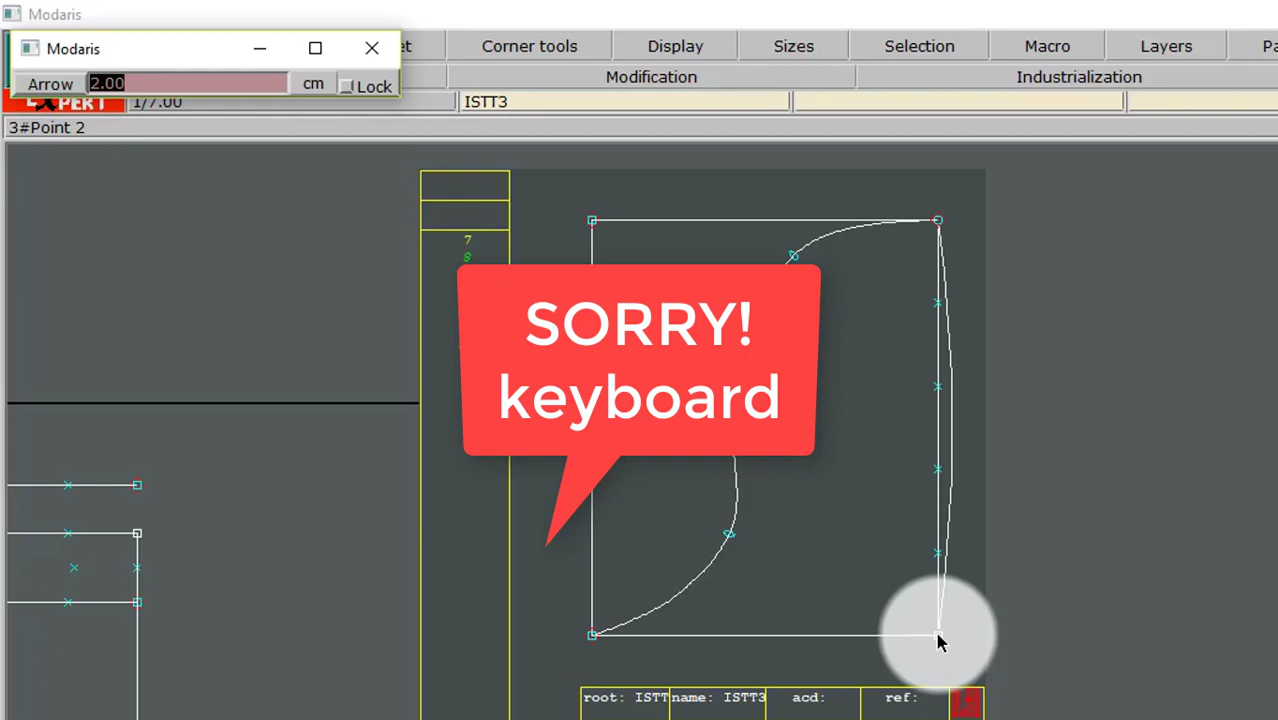 Modaris
Modaris
Arrow 2.00 cm Lock
Corner tools Display Sizes Selection Macro Layers
Modification Industrialization
EXPERT 1/7.00 ISTT3
3#Point 2
7
8
SORRY!
keyboard
root: ISTT name: ISTT3 acd: ref: